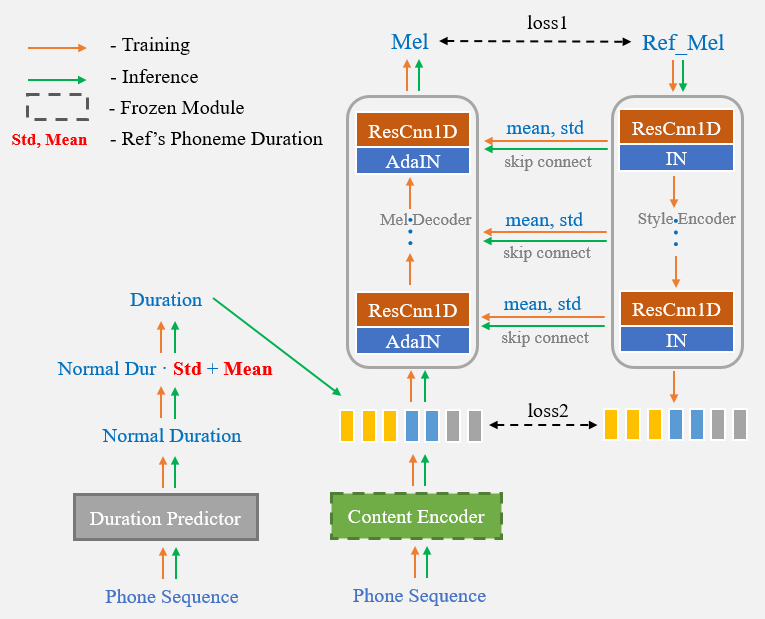 - Training
- Inference
- Frozen Module
Std, Mean - Ref's Phoneme Duration
Mel
loss1
Ref_Mel
ResCnn1D
AdaIN
mean, std
skip connect
ResCnn1D
IN
Mel Decoder
mean, std
skip connect
Style Encoder
ResCnn1D
AdaIN
mean, std
skip connect
ResCnn1D
IN
Duration
Normal Dur · Std + Mean
Normal Duration
loss2
Duration Predictor
Content Encoder
Phone Sequence
Phone Sequence